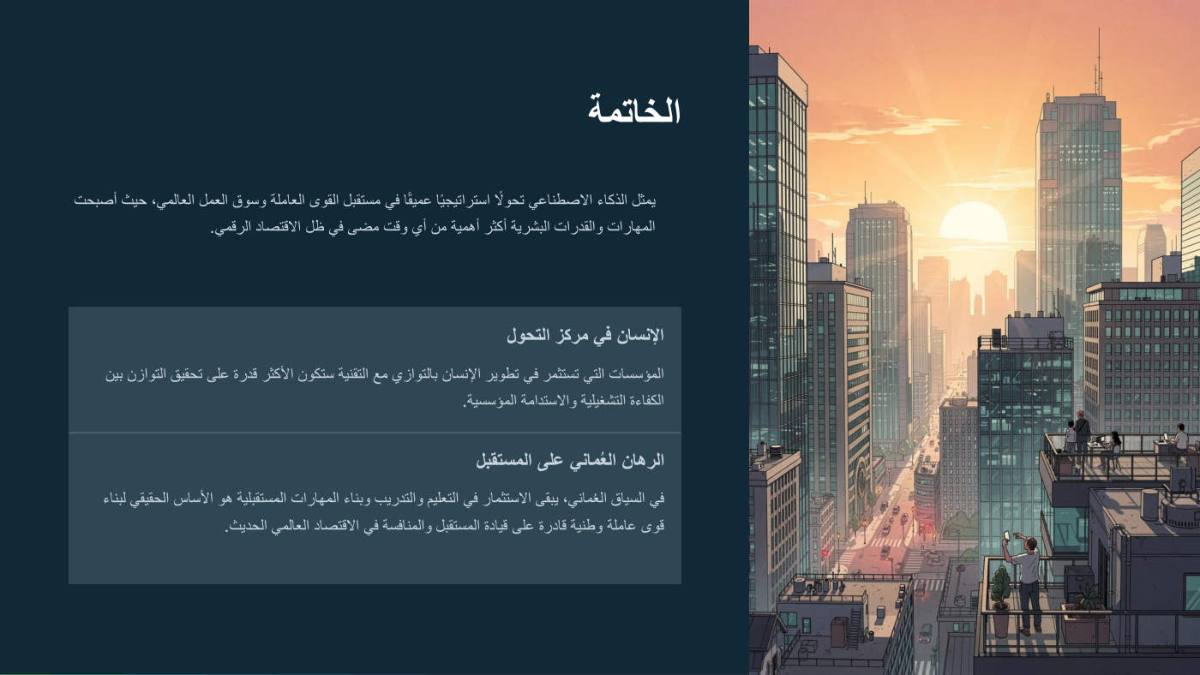 الخاتمة
يمثل الذكاء الاصطناعي تحولًا استراتيجيًا عميقًا في مستقبل القوى العاملة وسوق العمل العالمي، حيث أصبحت
المهارات والقدرات البشرية أكثر أهمية من أي وقت مضى في ظل الاقتصاد الرقمي.
الإنسان في مركز التحول
المؤسسات التي تستثمر في تطوير الإنسان بالتوازي مع التقنية ستكون الأكثر قدرة على تحقيق التوازن بين
الكفاءة التشغيلية والاستدامة المؤسسية.
الرهان العُماني على المستقبل
في السياق العُماني، يبقى الاستثمار في التعليم والتدريب وبناء المهارات المستقبلية هو الأساس الحقيقي لبناء
قوى عاملة وطنية قادرة على قيادة المستقبل والمنافسة في الاقتصاد العالمي الحديث.